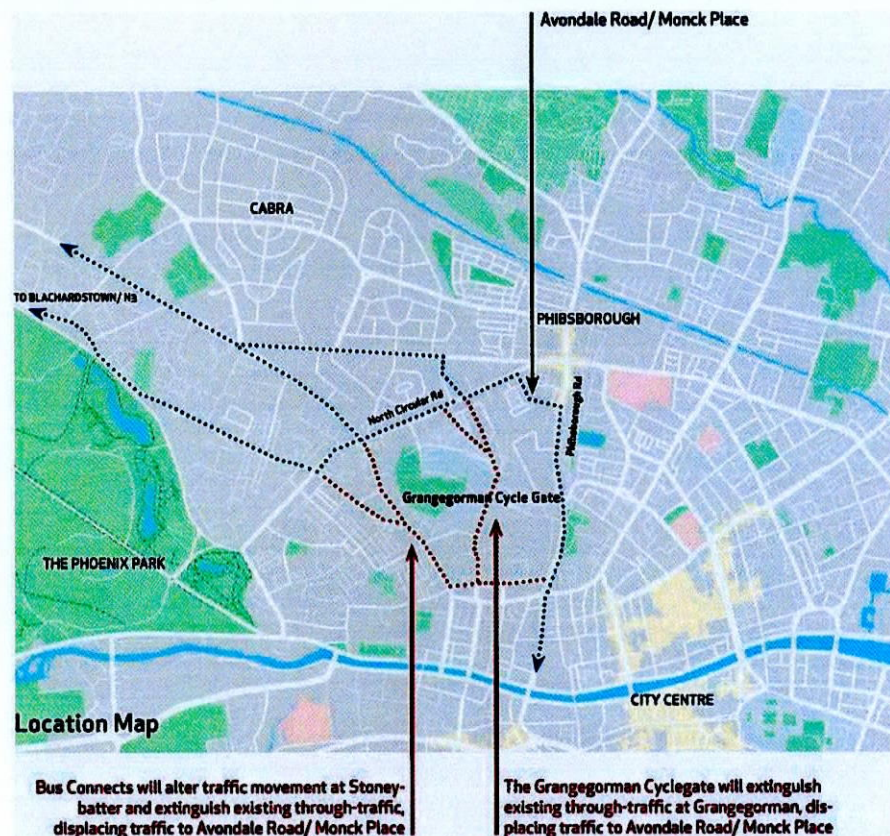 Avondale Road/ Monck Place
CABRA
TO BLACHARDSTOWN/ N3
PHIBSBOROUGH
North Circular Rd
Phibsborough Rd
Grangegorman Cycle Gate
THE PHOENIX PARK
CITY CENTRE
Location Map
Bus Connects will alter traffic movement at Stoney-
batter and extinguish existing through-traffic,
displacing traffic to Avondale Road/ Monck Place
The Grangegorman Cyclegate will extinguish
existing through-traffic at Grangegorman, dis-
placing traffic to Avondale Road/ Monck Place